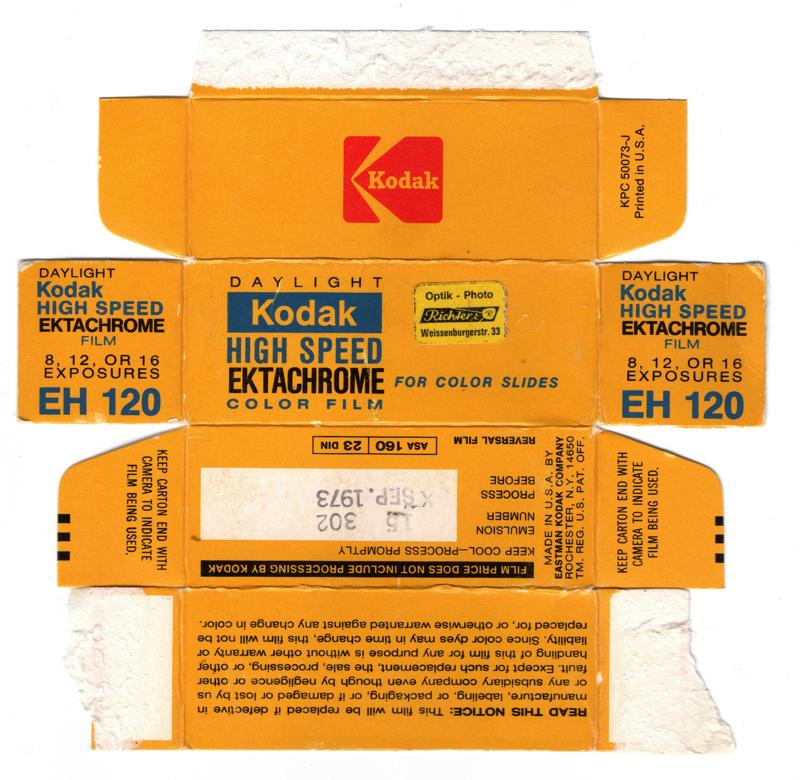 Kodak
KPC 50073-J
Printed in U.S.A.
DAYLIGHT
Kodak
HIGH SPEED
EKTACHROME
FILM
8, 12, OR 16
EXPOSURES
EH 120
DAYLIGHT
Kodak
HIGH SPEED
EKTACHROME
COLOR FILM
FOR COLOR SLIDES
Optik - Photo
Richter
Weissenburgerstr. 33
DAYLIGHT
Kodak
HIGH SPEED
EKTACHROME
FILM
8, 12, OR 16
EXPOSURES
EH 120
KEEP CARTON END WITH
CAMERA TO INDICATE
FILM BEING USED.
FILM PRICE DOES NOT INCLUDE PROCESSING BY KODAK
KEEP COOL—PROCESS PROMPTLY
EMULSION
NUMBER
15 302
PROCESS
BEFORE
X SEP. 1973
REVERSAL FILM
ASA 160 23 DIN
MADE IN U.S.A. BY
EASTMAN KODAK COMPANY
ROCHESTER, N.Y. 14650
TM. REG. U.S. PAT. OFF.
KEEP CARTON END WITH
CAMERA TO INDICATE
FILM BEING USED.
READ THIS NOTICE: This film will be replaced if defective in
manufacture, labeling, or packaging, or if damaged or lost by us
or any subsidiary company even though by negligence or other
fault. Except for such replacement, the sale, processing, or other
handling of this film for any purpose is without other warranty or
liability. Since color dyes may in time change, this film will not be
replaced for, or otherwise warranted against any change in color.